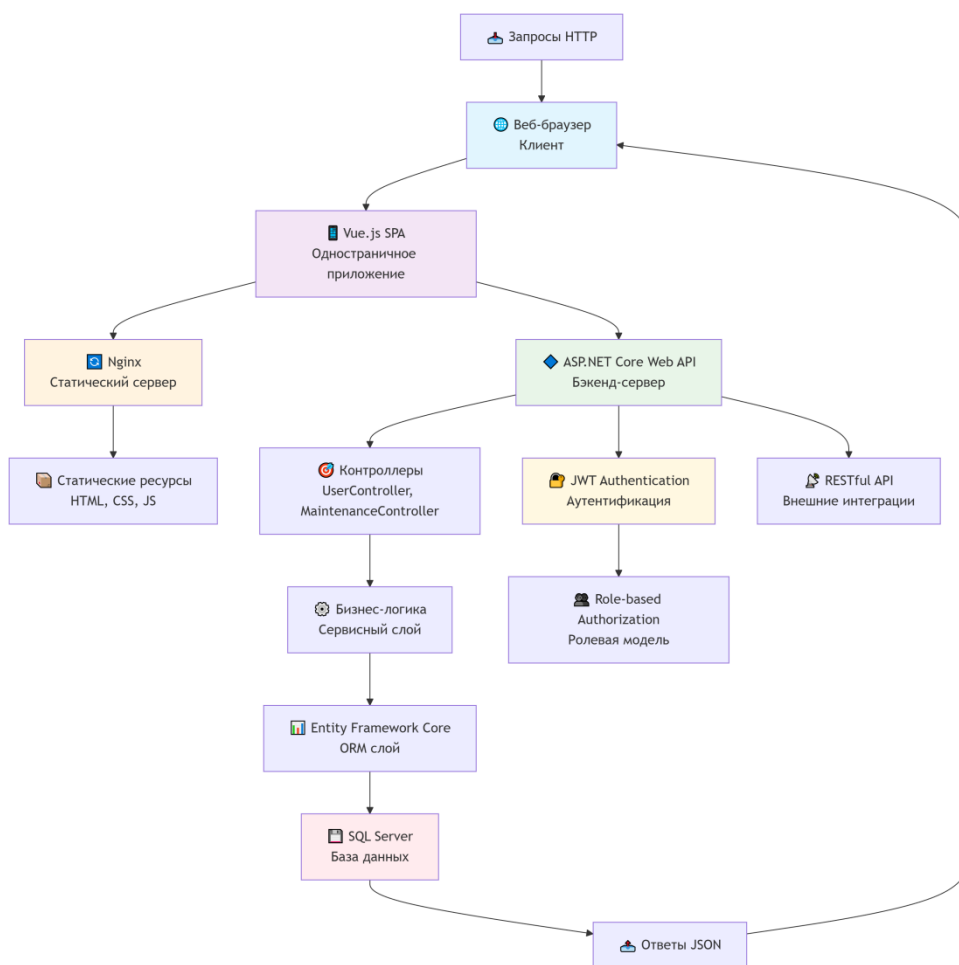 Запросы HTTP
Веб-браузер
Клиент
Vue.js SPA
Одностраничное
приложение
Nginx
Статический сервер
ASP.NET Core Web API
Бэкенд-сервер
Статические ресурсы
HTML, CSS, JS
Контроллеры
UserController,
MaintenanceController
JWT Authentication
Аутентификация
RESTful API
Внешние интеграции
Бизнес-логика
Сервисный слой
Role-based
Authorization
Ролевая модель
Entity Framework Core
ORM слой
SQL Server
База данных
Ответы JSON